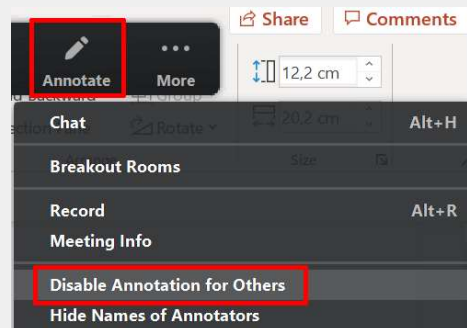 Share Comments
Annotate More
12,2 cm
Group
Chat Alt+H
Rotate
20,2 cm
Breakout Rooms
Size
Record Alt+R
Meeting Info
Disable Annotation for Others
Hide Names of Annotators